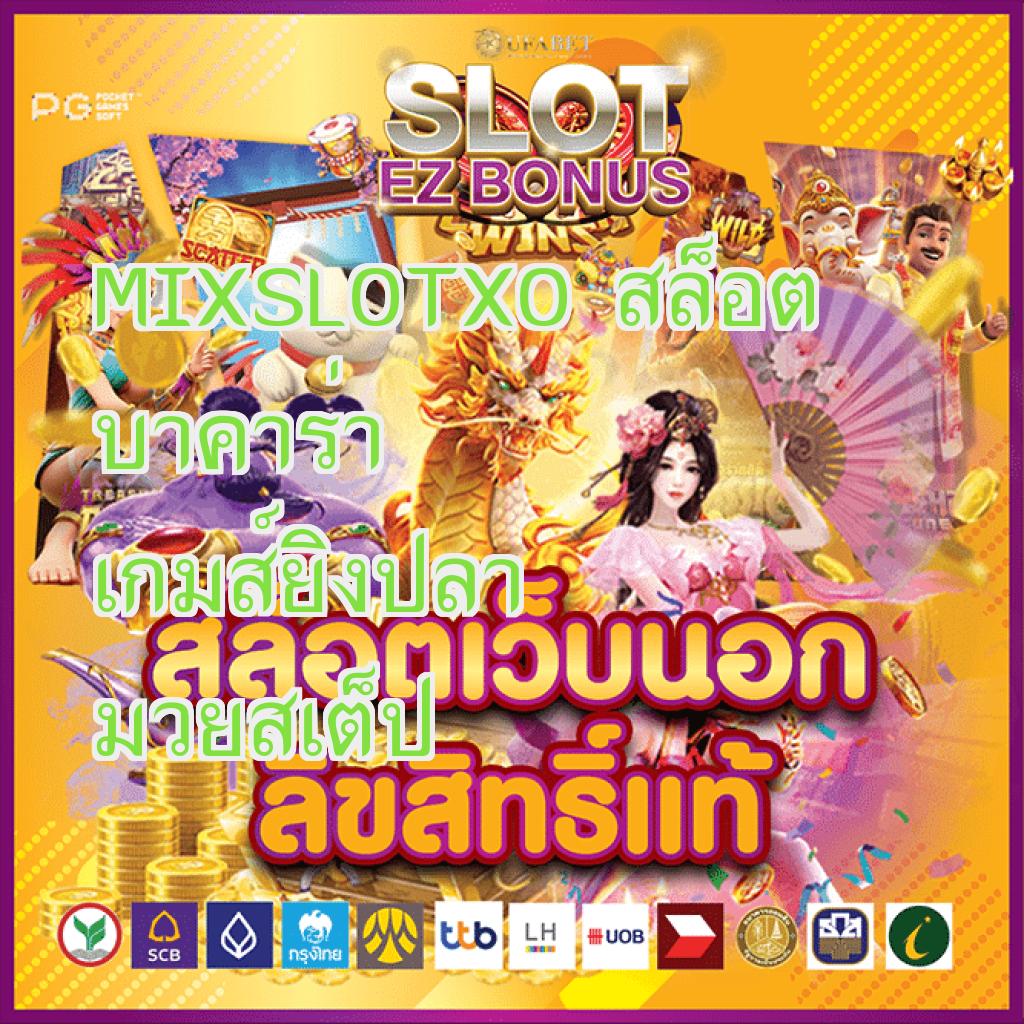 UFABET
PG POCKET GAMES SOFT
SLOT
EZ BONUS
WINS
SCATTER
WILD
MIXSLOTXO สล็อต
บาคาร่า
เกมส์ยิงปลา
สล็อตเว็บนอก
มวยสเต็ป
ลิขสิทธิ์แท้
SCB
กรุงไทย
ttb
LH
UOB